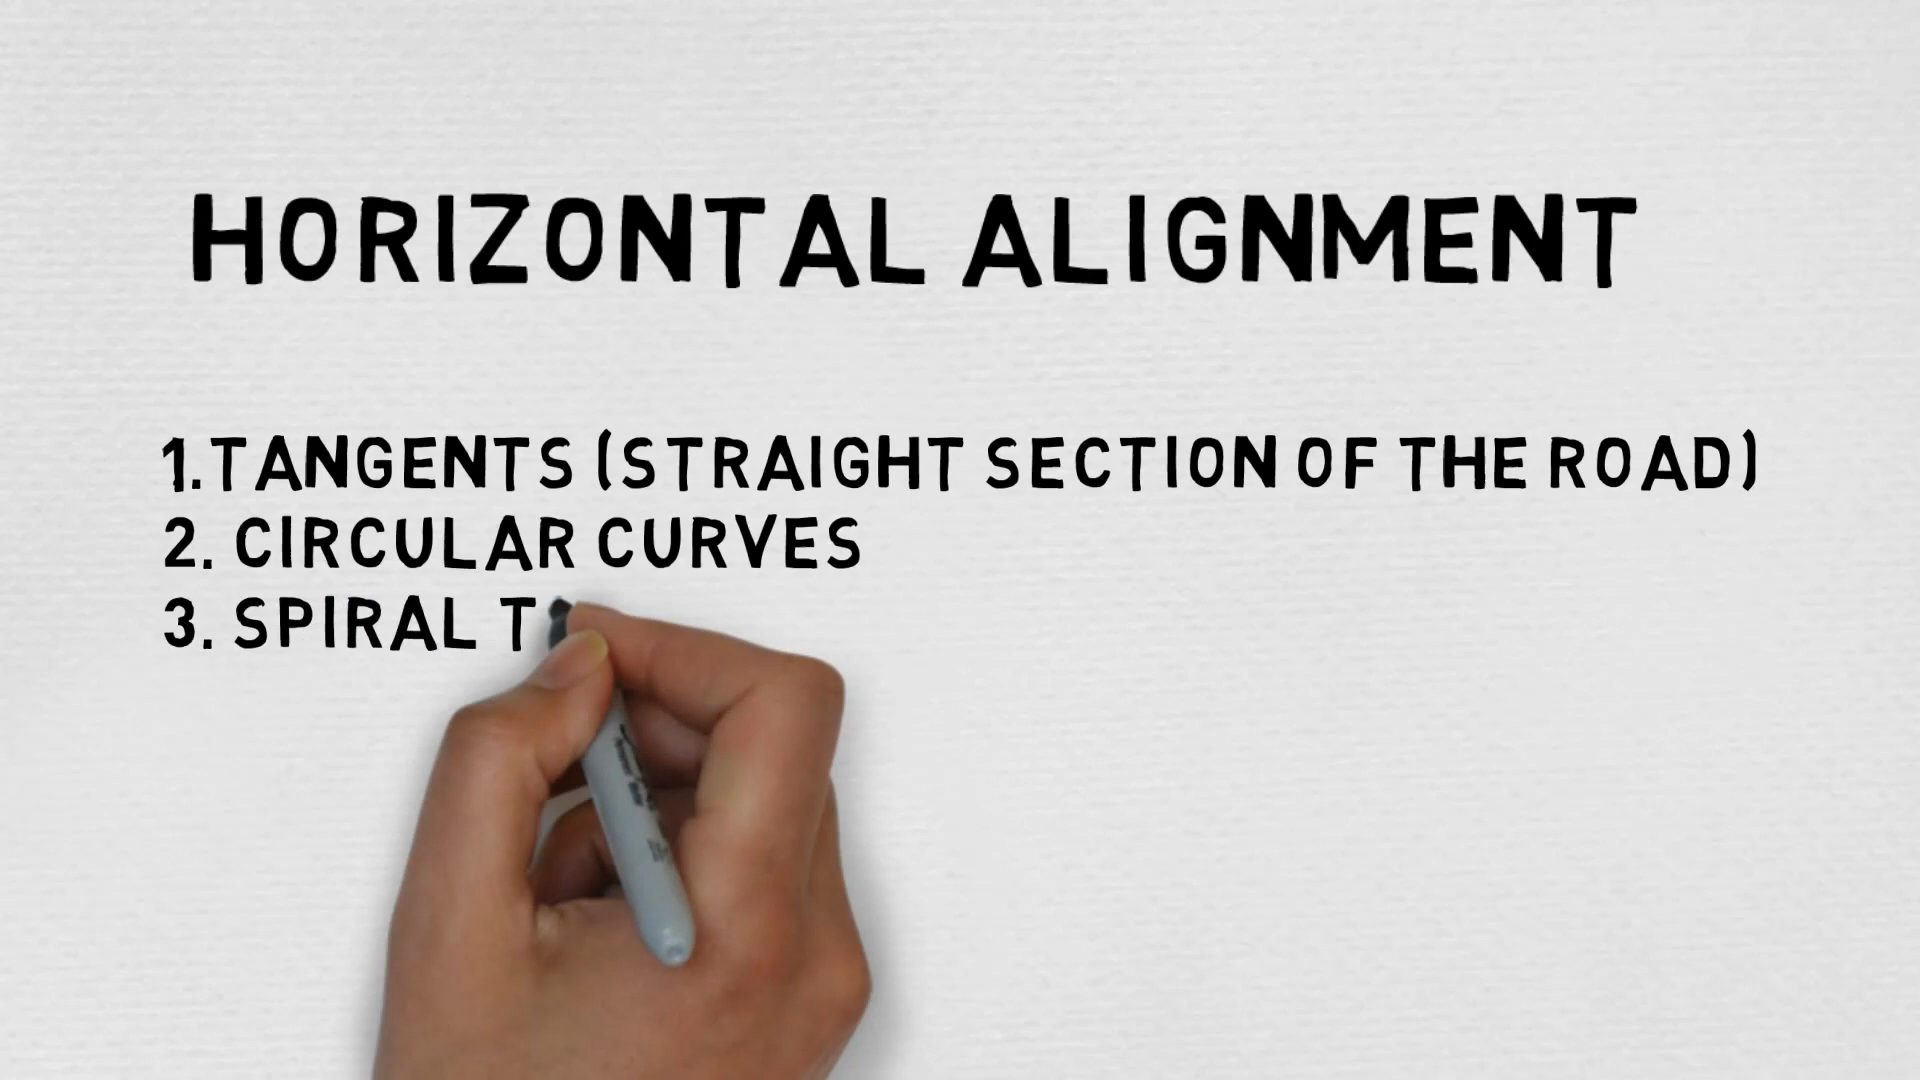 HORIZONTAL ALIGNMENT
1.TANGENTS (STRAIGHT SECTION OF THE ROAD)
2. CIRCULAR CURVES
3. SPIRAL T